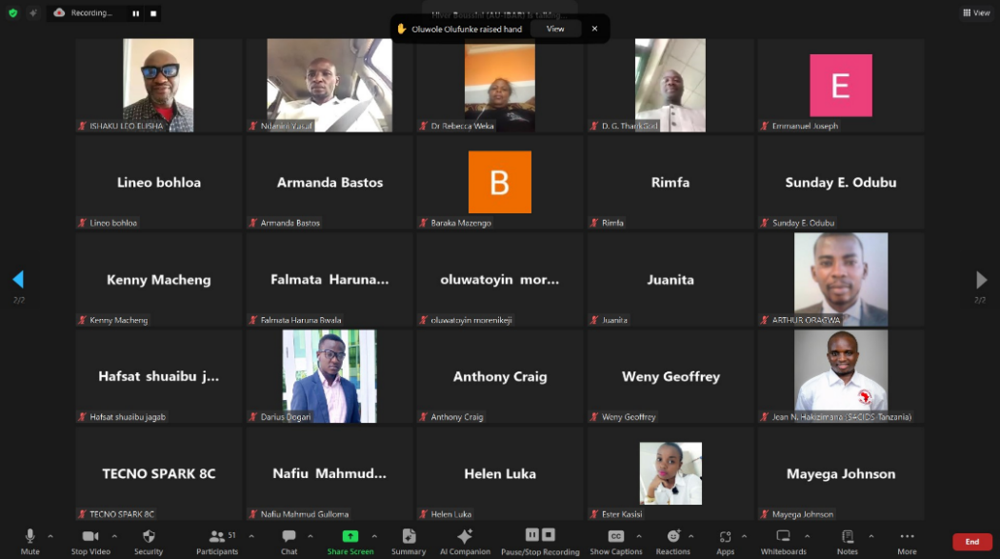 Recording...
View
Oluwole Olufunke raised hand
View
ISHAKU LEO ELISHA
Ndanim Yusuf
Dr Rebecca Weka
D. G. ThankGod
E
Emmanuel Joseph
Lineo bohloa
Armanda Bastos
B
Rimfa
Sunday E. Odubu
Lineo bohloa
Armanda Bastos
Baraka Mazengo
Rimfa
Sunday E. Odubu
Kenny Macheng
Falmata Haruna...
oluwatoyin mor...
Juanita
2/2
2/2
Kenny Macheng
Falmata Haruna Bwala
oluwatoyin morenikeji
Juanita
ARTHUR ORAGWA
Hafsat shuaibu j...
Anthony Craig
Weny Geoffrey
Hafsat shuaibu jagab
Darius Dogari
Anthony Craig
Weny Geoffrey
Jean N. Hakizimana (SACIDS-Tanzania)
TECNO SPARK 8C
Nafiu Mahmud...
Helen Luka
Mayega Johnson
TECNO SPARK 8C
Nafiu Mahmud Gulloma
Helen Luka
Ester Kasisi
Mayega Johnson
51
CC
Mute
Stop Video
Security
Participants
Chat
Share Screen
Summary
AI Companion
Pause/Stop Recording
Show Captions
Reactions
Apps
Whiteboards
Notes
More
End